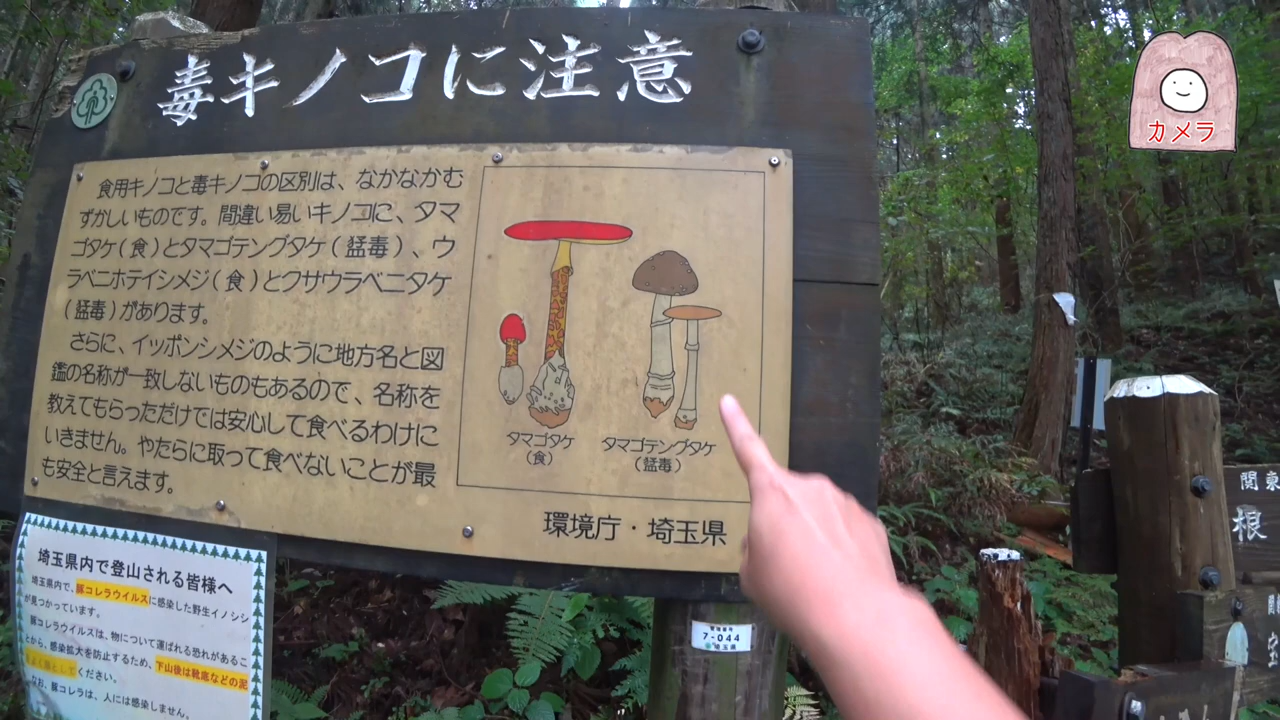 毒キノコに注意
カメラ
食用キノコと毒キノコの区別は、なかなかむ
ずかしいものです。間違い易いキノコに、タマ
ゴタケ(食)とタマゴテングタケ(猛毒)、ウ
ラベニホテイシメジ(食)とクサウラベニタケ
(猛毒)があります。
さらに、イッポンシメジのように地方名と図
鑑の名称が一致しないものもあるので、名称を
教えてもらっただけでは安心して食べるわけに
いきません。やたらに取って食べないことが最
も安全と言えます。
タマゴタケ
(食)
タマゴテングタケ
(猛毒)
環境庁・埼玉県
埼玉県内で登山される皆様へ
埼玉県内で、豚コレラウイルスに感染した野生イノシシ
が見つかっています。
豚コレラウイルスは、物について運ばれる恐れがあるこ
とから、感染拡大を防止するため、下山後は靴底などの泥
をよく落としてください。
なお、豚コレラは、人には感染しません。
7-044
埼玉県
関東
根